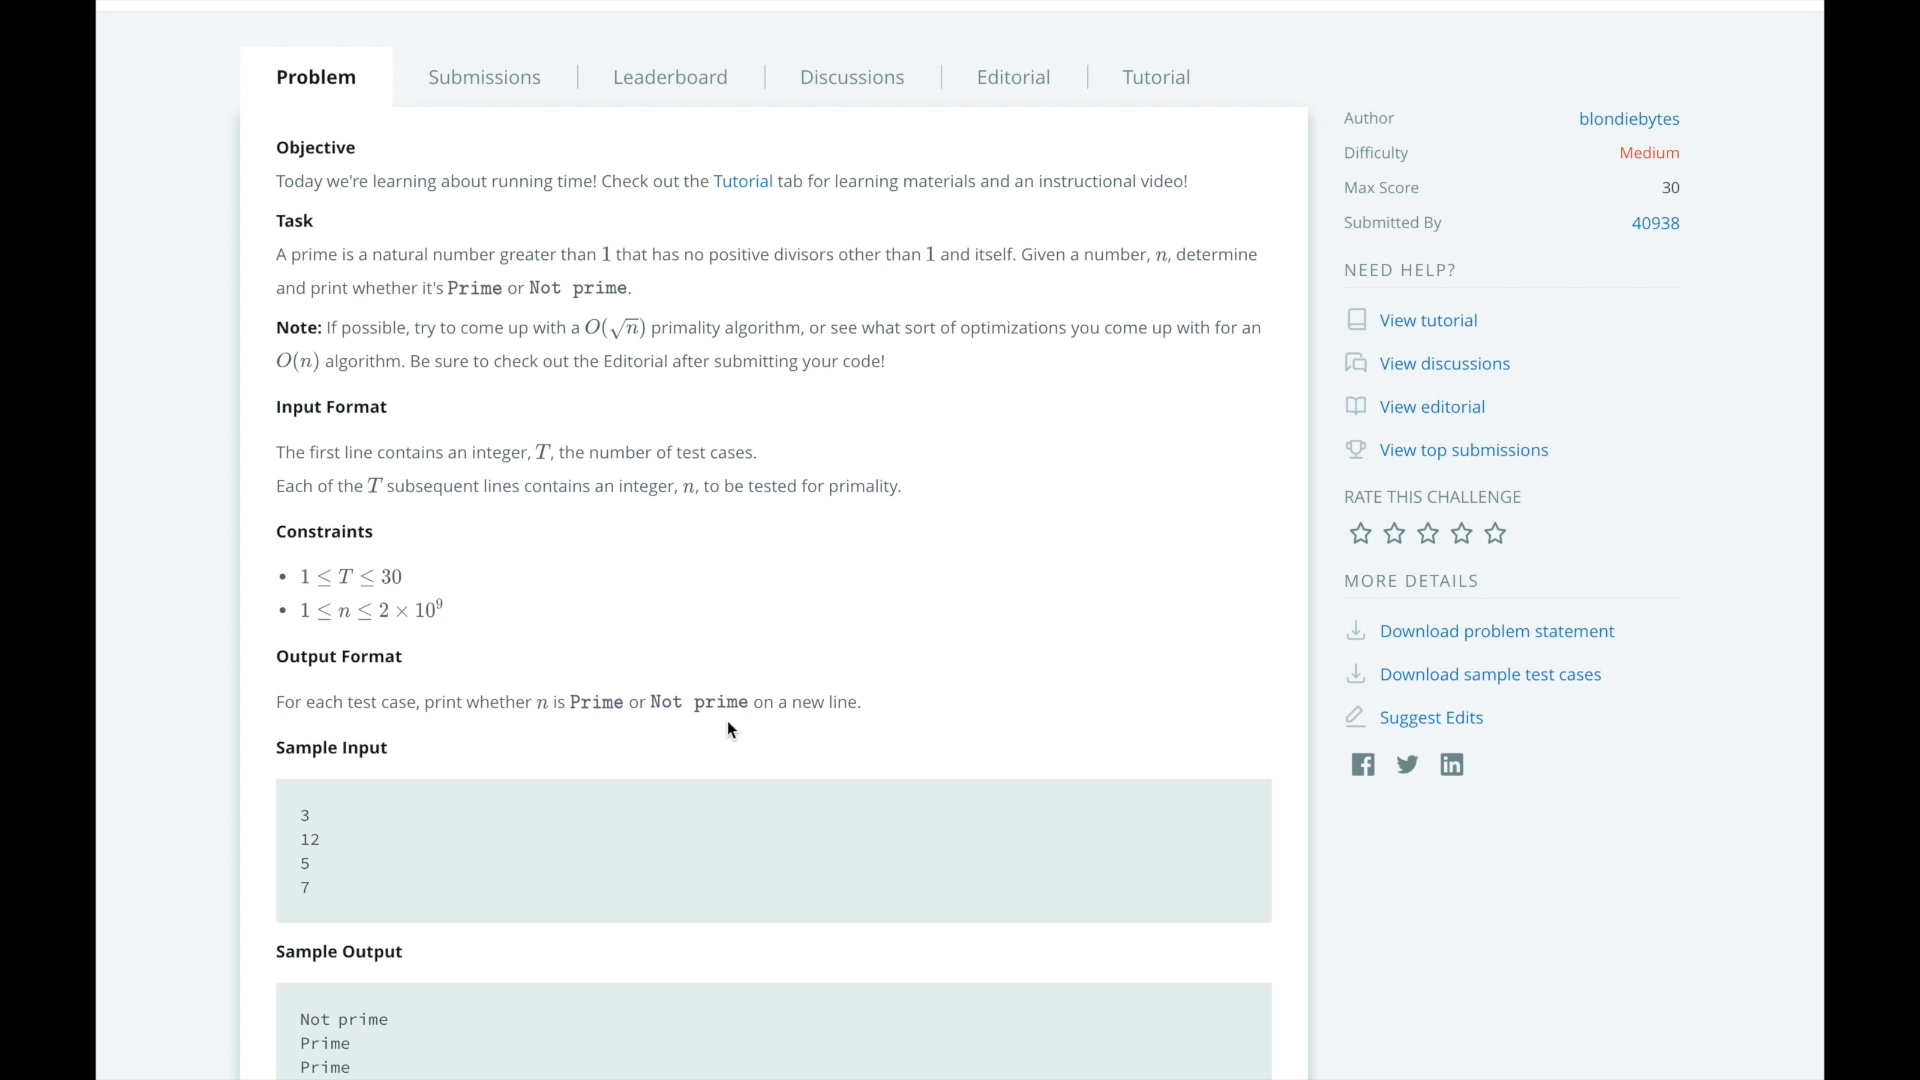 Problem
Submissions
Leaderboard
Discussions
Editorial
Tutorial
Objective
Today we're learning about running time! Check out the Tutorial tab for learning materials and an instructional video!
Task
A prime is a natural number greater than 1 that has no positive divisors other than 1 and itself. Given a number, n, determine
and print whether it's Prime or Not prime.
Note: If possible, try to come up with a O(√n) primality algorithm, or see what sort of optimizations you come up with for an
O(n) algorithm. Be sure to check out the Editorial after submitting your code!
Input Format
The first line contains an integer, T, the number of test cases.
Each of the T subsequent lines contains an integer, n, to be tested for primality.
Constraints
• 1 ≤ T ≤ 30
• 1 ≤ n ≤ 2 × 10⁹
Output Format
For each test case, print whether n is Prime or Not prime on a new line.
Sample Input
3
12
5
7
Sample Output
Not prime
Prime
Prime
Author blondiebytes
Difficulty Medium
Max Score 30
Submitted By 40938
NEED HELP?
View tutorial
View discussions
View editorial
View top submissions
RATE THIS CHALLENGE
MORE DETAILS
Download problem statement
Download sample test cases
Suggest Edits